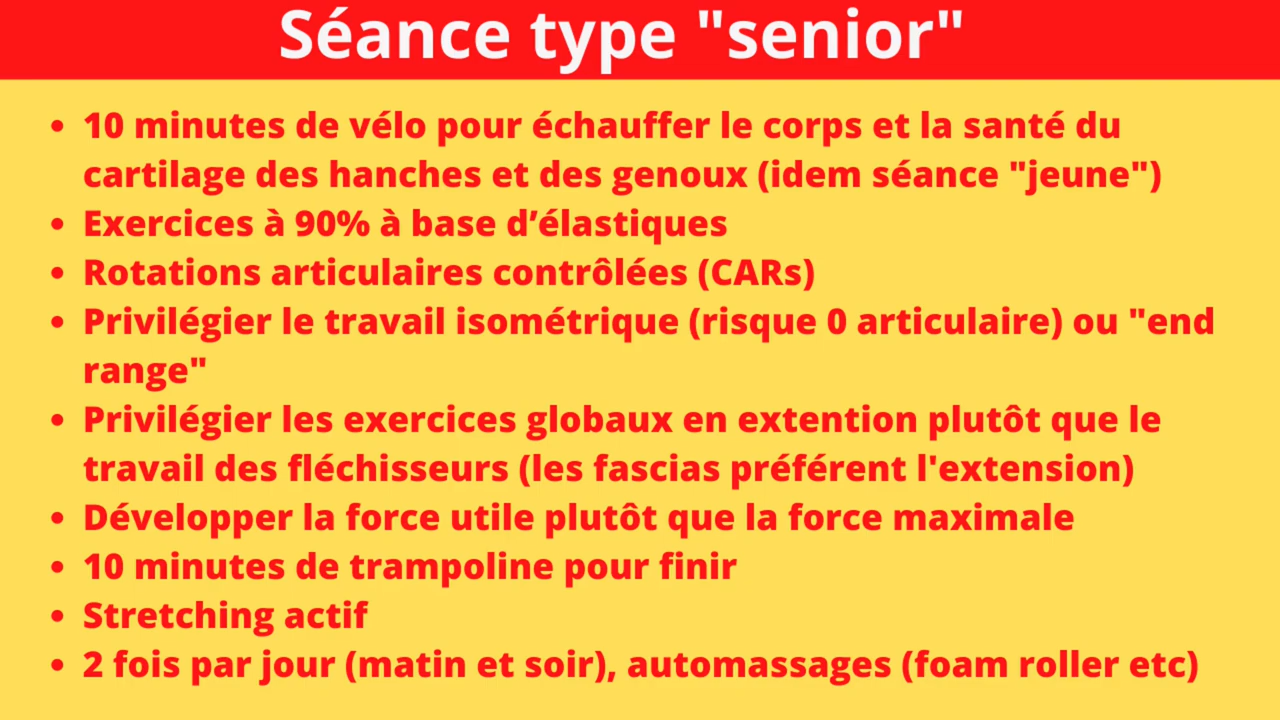 Séance type "senior"
• 10 minutes de vélo pour échauffer le corps et la santé du
cartilage des hanches et des genoux (idem séance "jeune")
• Exercices à 90% à base d’élastiques
• Rotations articulaires contrôlées (CARs)
• Privilégier le travail isométrique (risque 0 articulaire) ou "end
range"
• Privilégier les exercices globaux en extention plutôt que le
travail des fléchisseurs (les fascias préférent l'extension)
• Développer la force utile plutôt que la force maximale
• 10 minutes de trampoline pour finir
• Stretching actif
• 2 fois par jour (matin et soir), automassages (foam roller etc)